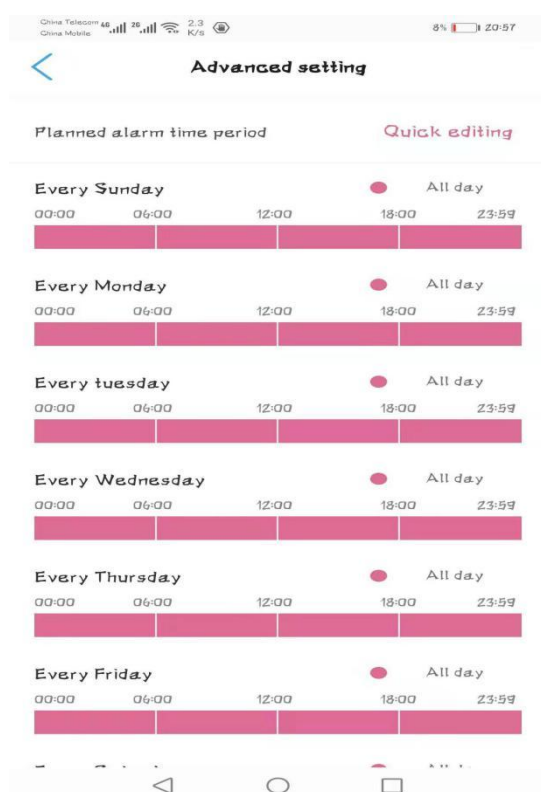 China Telecom 4G 2G 2.3 K/s 8% 20:57
China Mobile
Advanced setting
Planned alarm time period Quick editing
Every Sunday All day
00:00 06:00 12:00 18:00 23:59
Every Monday All day
00:00 06:00 12:00 18:00 23:59
Every tuesday All day
00:00 06:00 12:00 18:00 23:59
Every Wednesday All day
00:00 06:00 12:00 18:00 23:59
Every Thursday All day
00:00 06:00 12:00 18:00 23:59
Every Friday All day
00:00 06:00 12:00 18:00 23:59